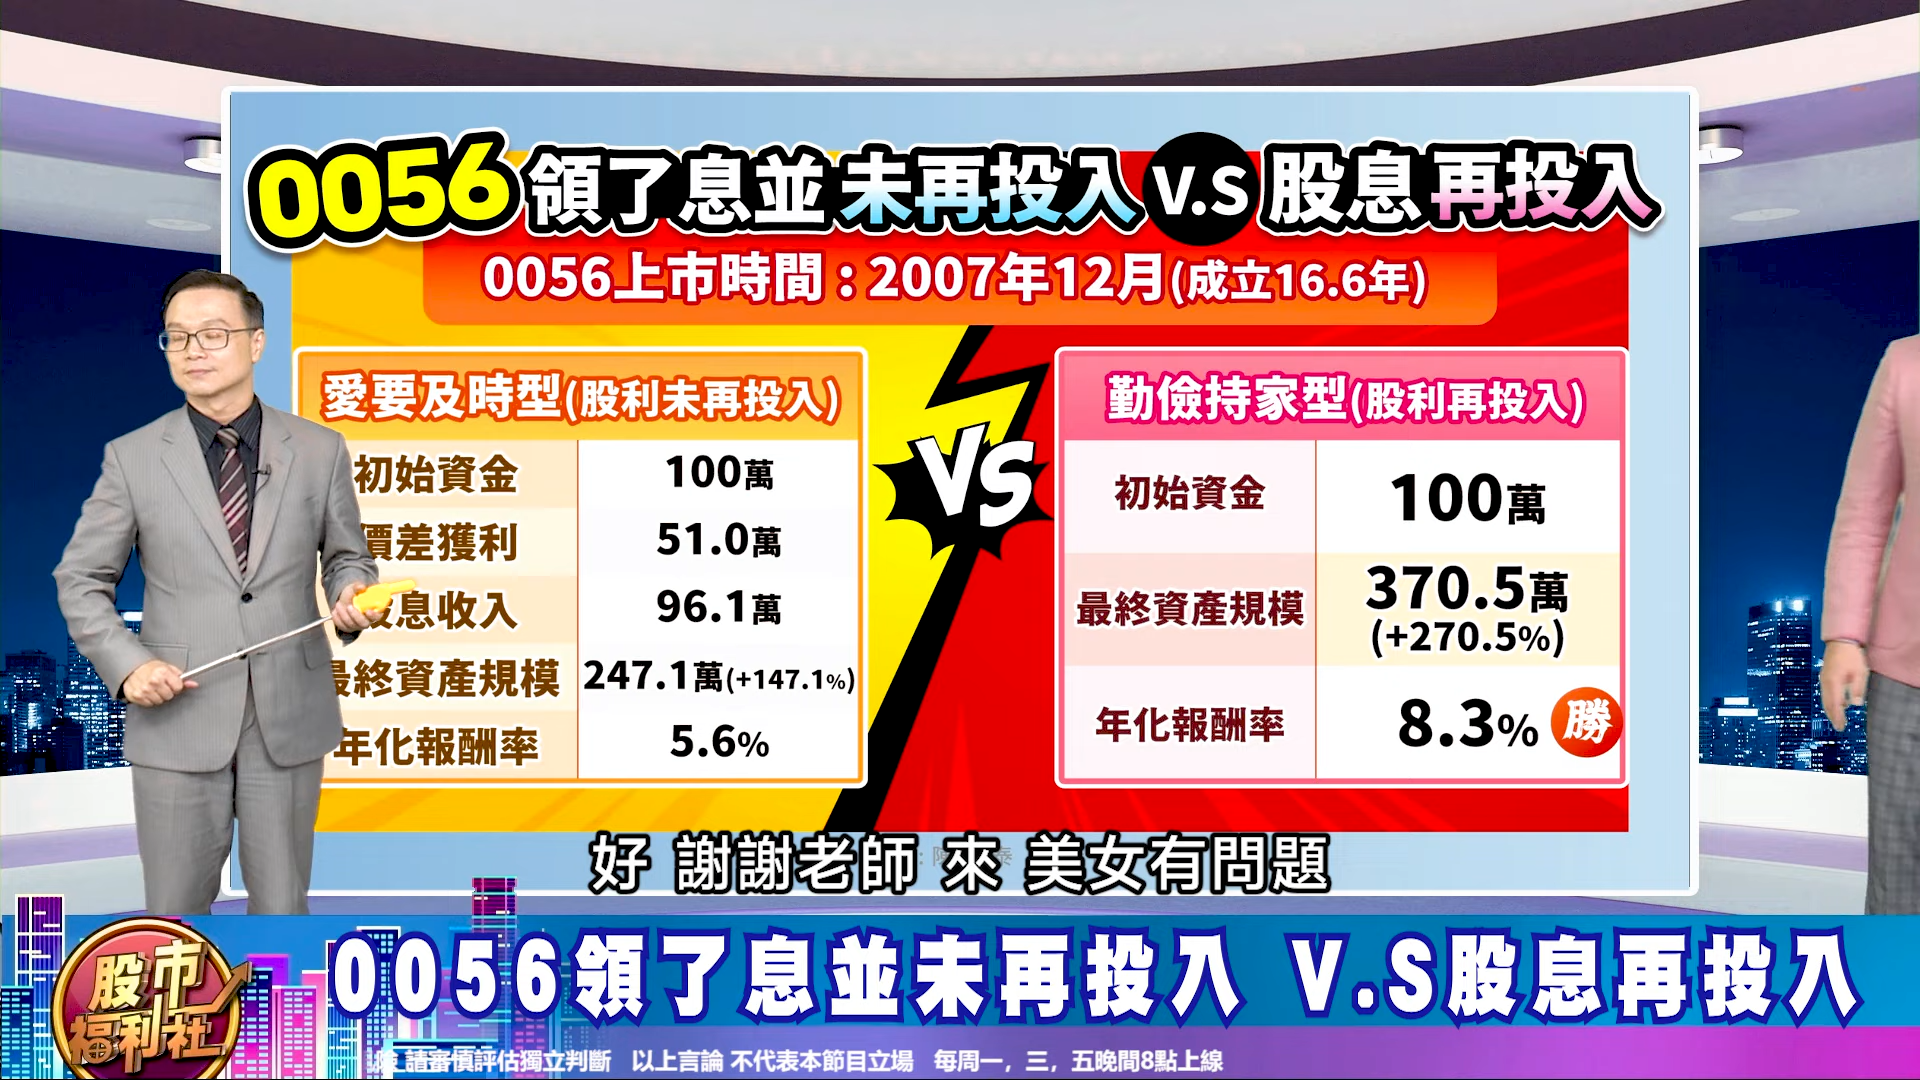 0056領了息並未再投入 V.S 股息再投入
0056上市時間：2007年12月(成立16.6年)
愛要及時型(股利未再投入)
初始資金 100萬
價差獲利 51.0萬
股息收入 96.1萬
最終資產規模 247.1萬(+147.1%)
年化報酬率 5.6%
VS
勤儉持家型(股利再投入)
初始資金 100萬
最終資產規模 370.5萬
(+270.5%)
年化報酬率 8.3% 勝
好 謝謝老師 來 美女有問題
股市
福利社
0056領了息並未再投入 V.S股息再投入
險 請審慎評估獨立判斷 以上言論 不代表本節目立場 每周一，三，五晚間8點上線